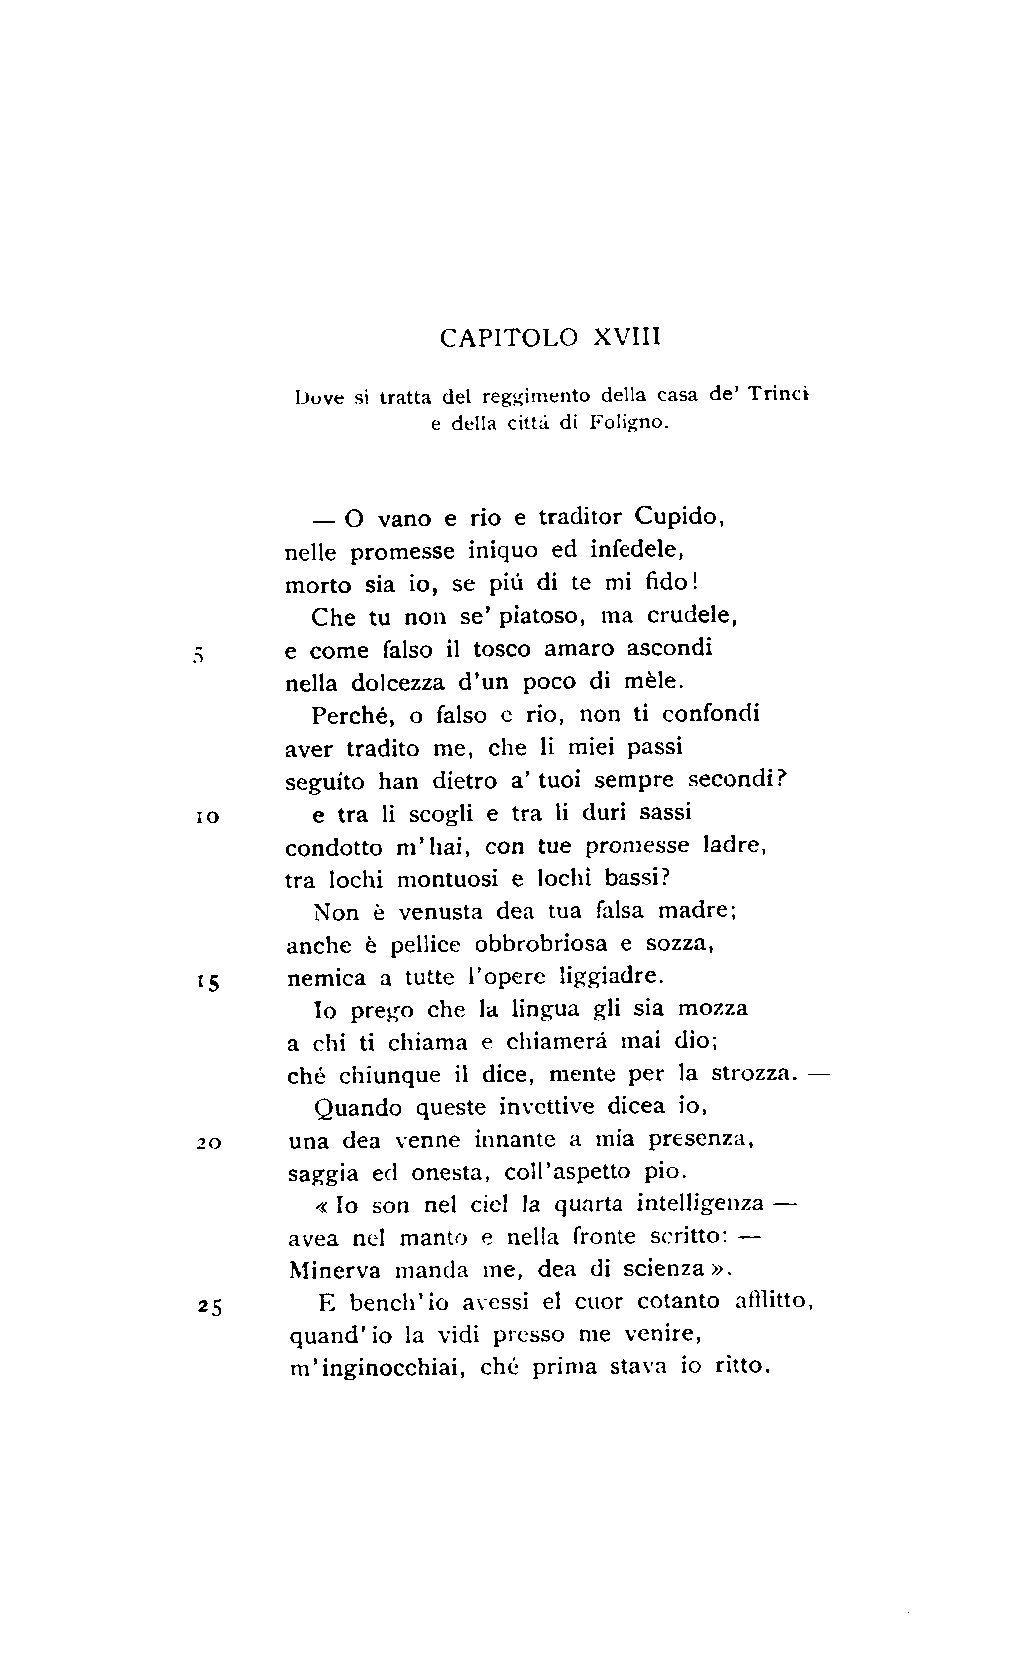 CAPITOLO XVIII
Dove si tratta del reggimento della casa de' Trinci
e della cittá di Foligno.
— O vano e rio e traditor Cupido,
nelle promesse iniquo ed infedele,
morto sia io, se piú di te mi fido!
Che tu non se' piatoso, ma crudele,
5 e come falso il tosco amaro ascondi
nella dolcezza d'un poco di mèle.
Perché, o falso e rio, non ti confondi
aver tradito me, che li miei passi
seguíto han dietro a' tuoi sempre secondi?
10 e tra li scogli e tra li duri sassi
condotto m'hai, con tue promesse ladre,
tra lochi montuosi e lochi bassi?
Non è venusta dea tua falsa madre;
anche è pellice obbrobriosa e sozza,
15 nemica a tutte l'opere liggiadre.
Io prego che la lingua gli sia mozza
a chi ti chiama e chiamerá mai dio;
ché chiunque il dice, mente per la strozza. —
Quando queste invettive dicea io,
20 una dea venne innante a mia presenza,
saggia ed onesta, coll'aspetto pio.
« Io son nel ciel la quarta intelligenza —
avea nel manto e nella fronte scritto: —
Minerva manda me, dea di scienza ».
25 E bench'io avessi el cuor cotanto afflitto,
quand'io la vidi presso me venire,
m'inginocchiai, ché prima stava io ritto.